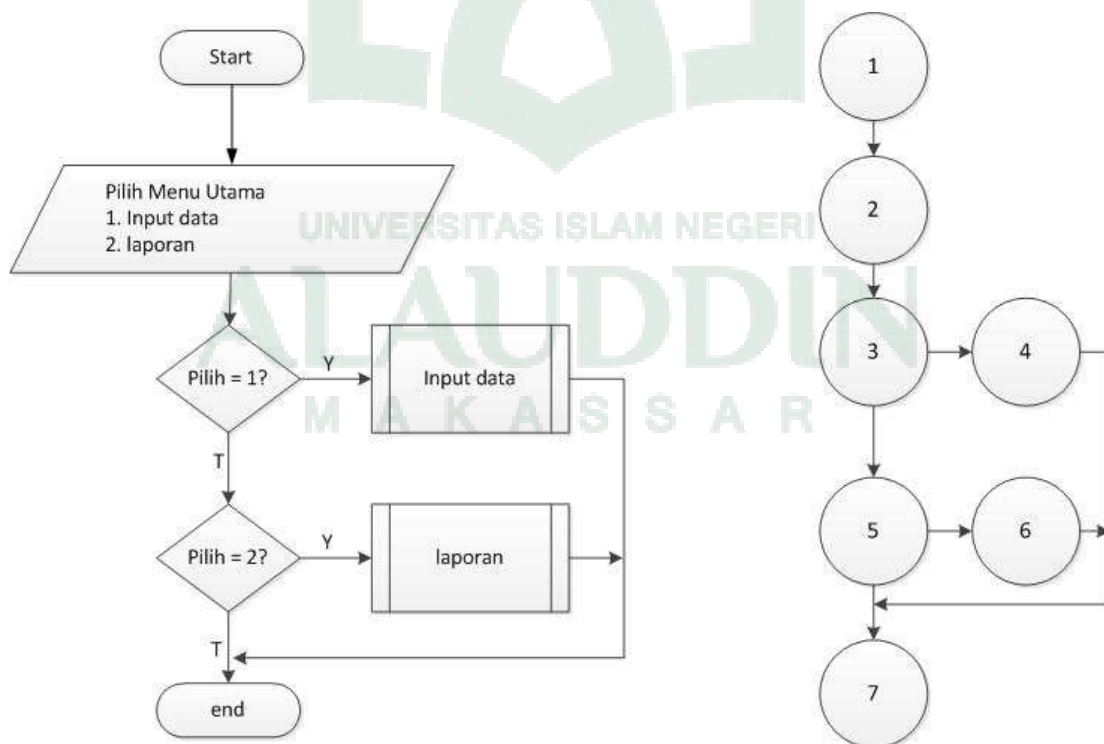 Start
Pilih Menu Utama
1. Input data
2. laporan
Pilih = 1?
Y
Input data
T
Pilih = 2?
Y
laporan
T
end
1
2
3
4
5
6
7
UNIVERSITAS ISLAM NEGERI
ALAUDDIN
MAKASSAR